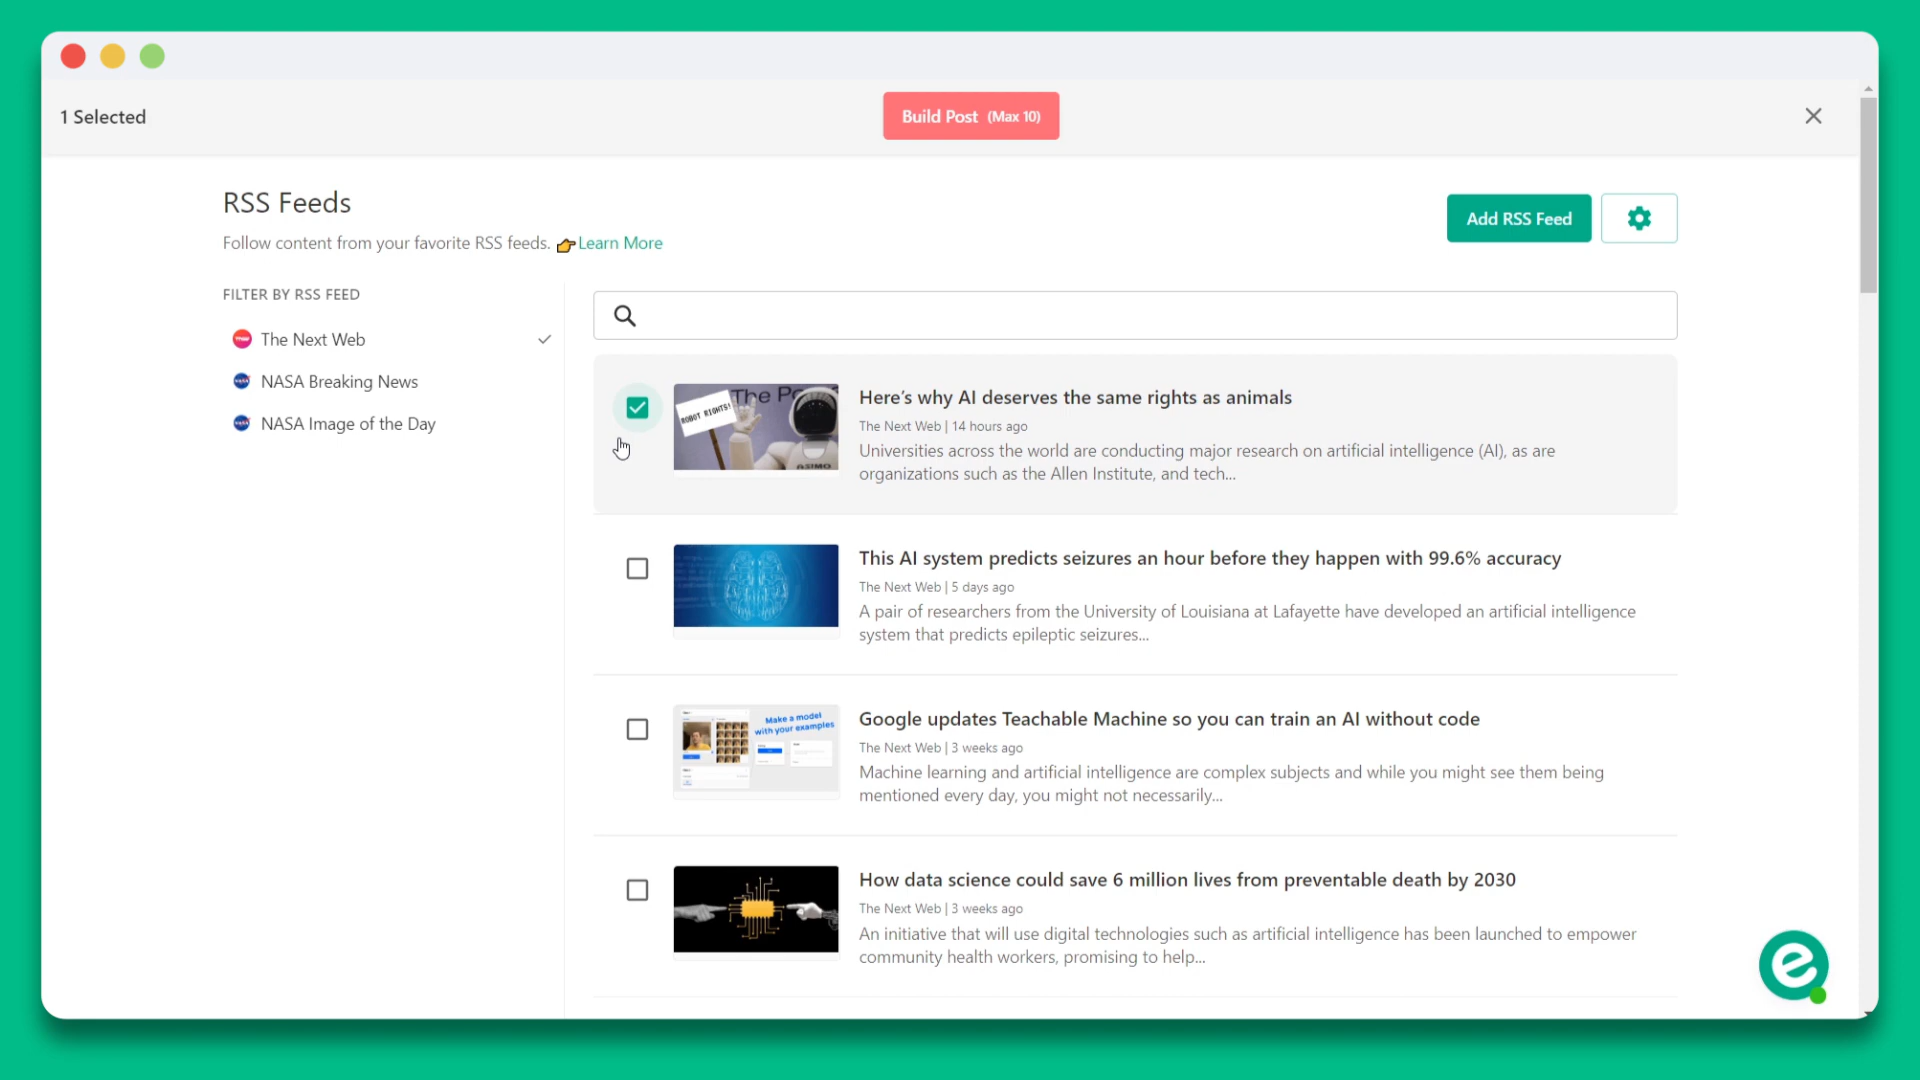 1 Selected
Build Post (Max 10)
RSS Feeds
Follow content from your favorite RSS feeds. 👉Learn More
Add RSS Feed
FILTER BY RSS FEED
The Next Web
NASA Breaking News
NASA Image of the Day
ROBOT RIGHTS!
The Po
ASIMO
Here’s why AI deserves the same rights as animals
The Next Web | 14 hours ago
Universities across the world are conducting major research on artificial intelligence (AI), as are
organizations such as the Allen Institute, and tech...
This AI system predicts seizures an hour before they happen with 99.6% accuracy
The Next Web | 5 days ago
A pair of researchers from the University of Louisiana at Lafayette have developed an artificial intelligence
system that predicts epileptic seizures...
Make a model
with your examples
Google updates Teachable Machine so you can train an AI without code
The Next Web | 3 weeks ago
Machine learning and artificial intelligence are complex subjects and while you might see them being
mentioned every day, you might not necessarily...
How data science could save 6 million lives from preventable death by 2030
The Next Web | 3 weeks ago
An initiative that will use digital technologies such as artificial intelligence has been launched to empower
community health workers, promising to help...